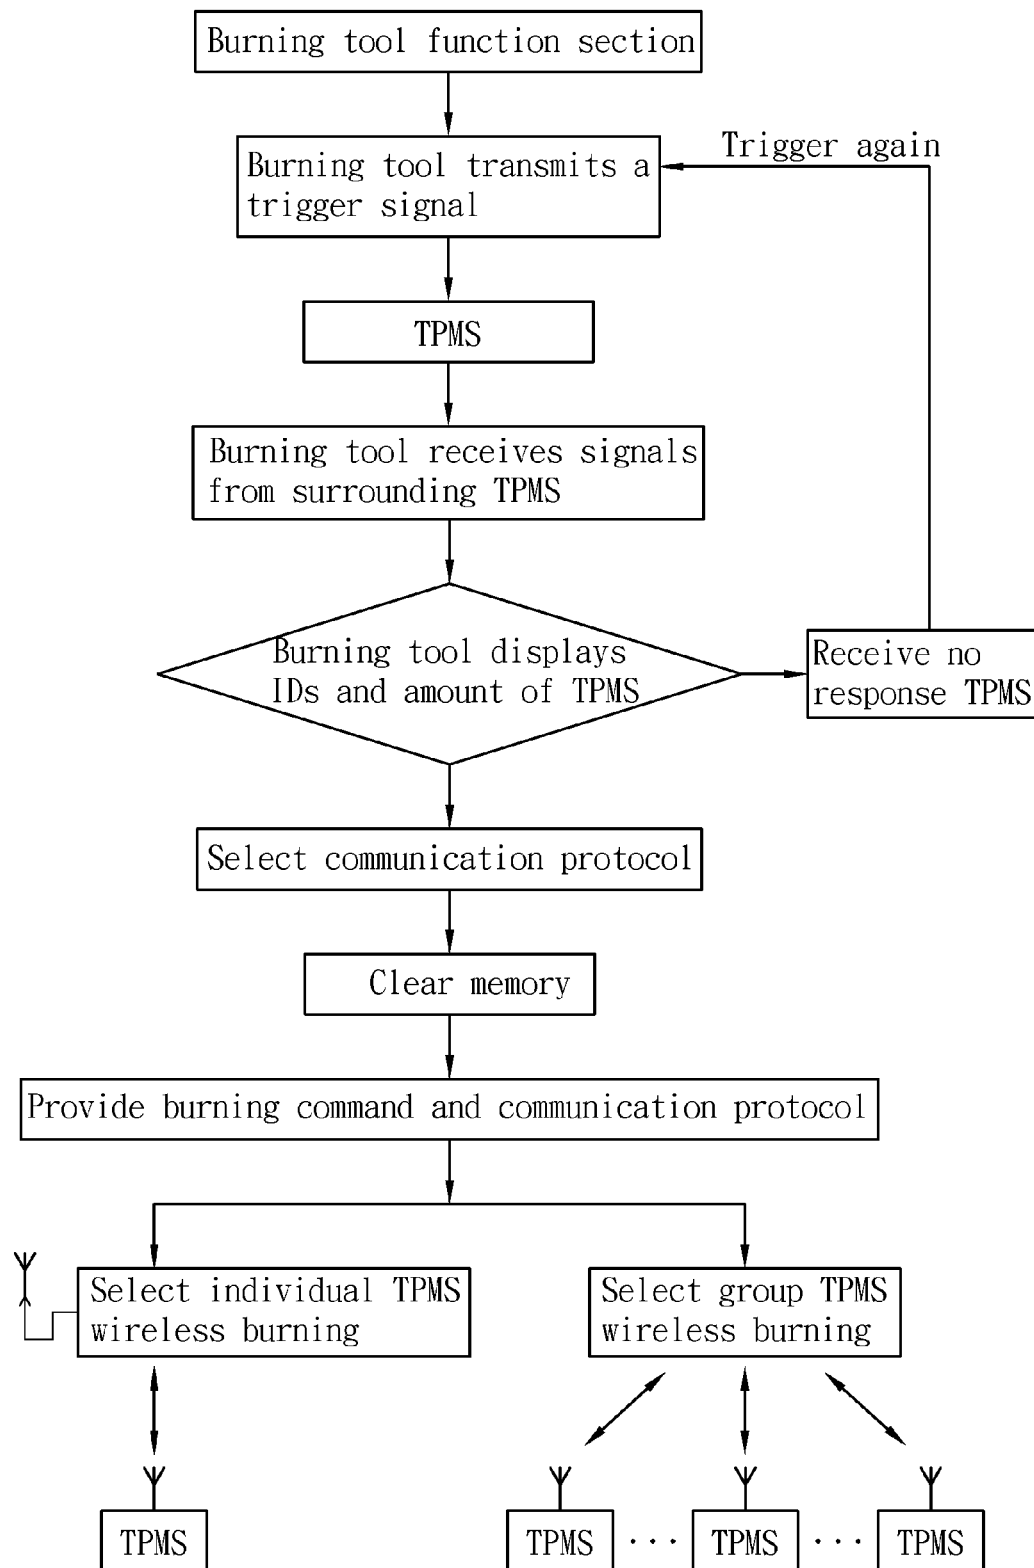 Burning tool function section
Trigger again
Burning tool transmits a
trigger signal
TPMS
Burning tool receives signals
from surrounding TPMS
Burning tool displays
IDs and amount of TPMS
Receive no
response TPMS
Select communication protocol
Clear memory
Provide burning command and communication protocol
Select individual TPMS
wireless burning
Select group TPMS
wireless burning
TPMS
TPMS ··· TPMS ··· TPMS